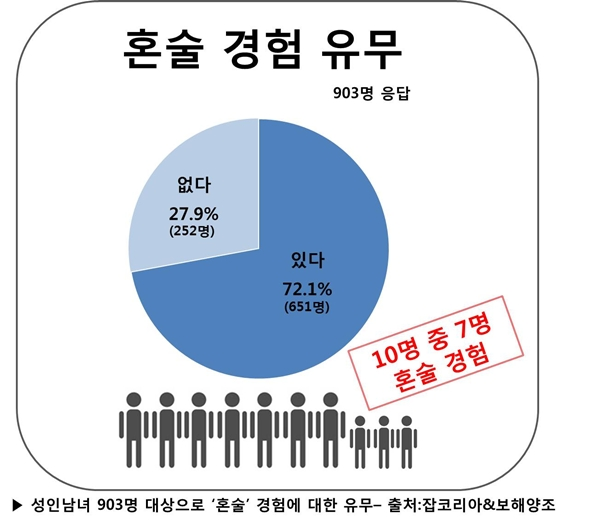 혼술 경험 유무
903명 응답
없다
27.9%
(252명)
있다
72.1%
(651명)
10명 중 7명
혼술 경험
▶ 성인남녀 903명 대상으로 ‘혼술’ 경험에 대한 유무– 출처:잡코리아&보해양조